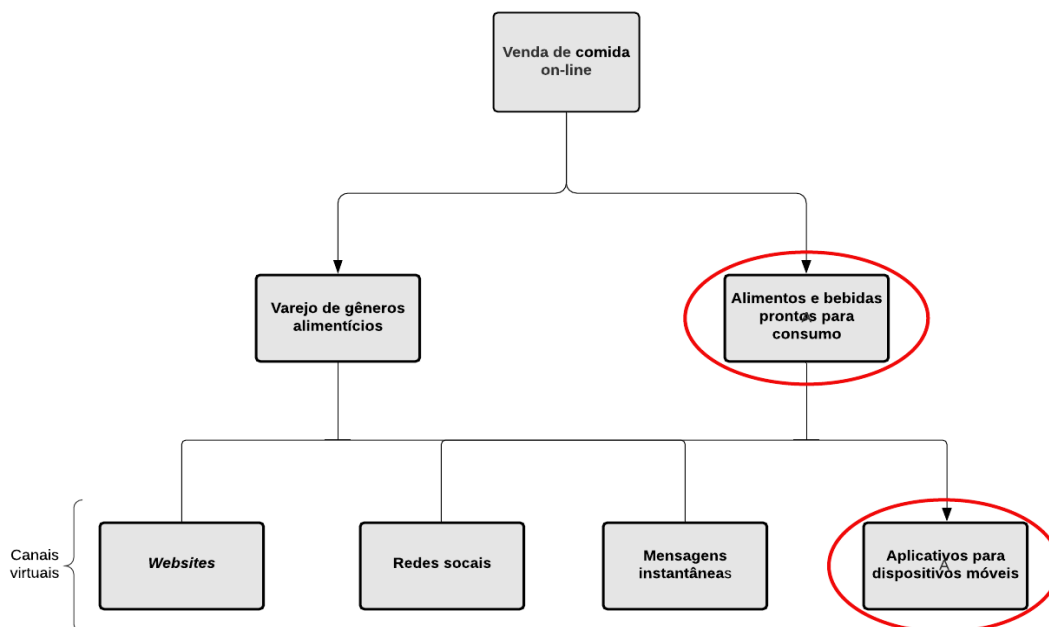 Venda de comida
on-line
Varejo de gêneros
alimentícios
Alimentos e bebidas
prontos para
consumo
A
Canais
virtuais
Websites
Redes socais
Mensagens
instantâneas
Aplicativos para
dispositivos móveis
A